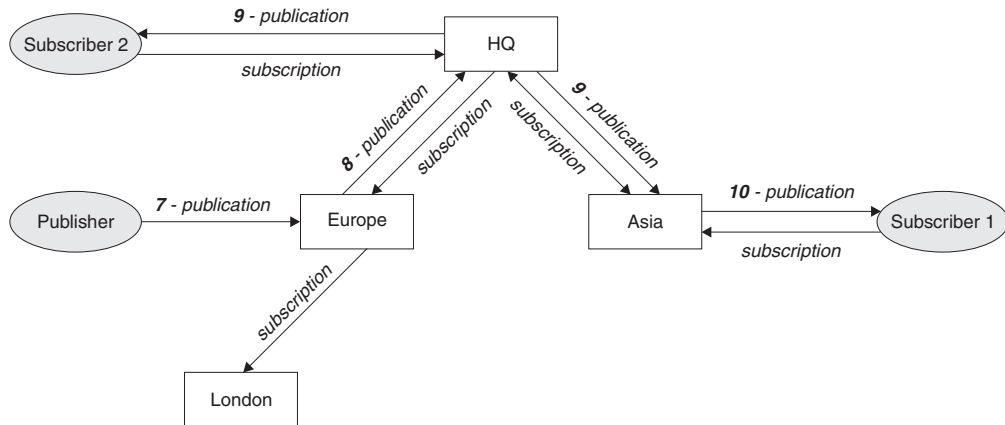 9 - publication
Subscriber 2
HQ
subscription
8 - publication
subscription
subscription
9 - publication
Publisher
7 - publication
Europe
Asia
10 - publication
Subscriber 1
subscription
subscription
London